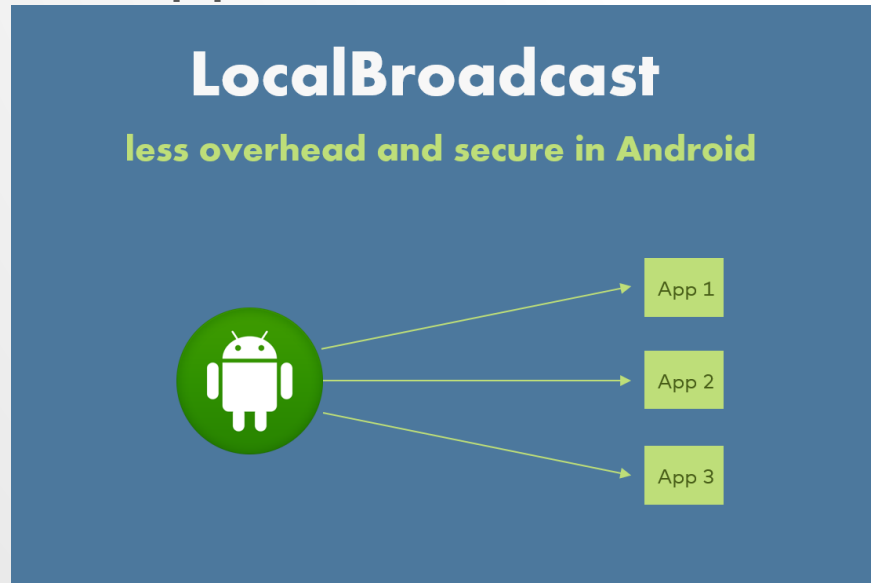 LocalBroadcast
less overhead and secure in Android
App 1
App 2
App 3